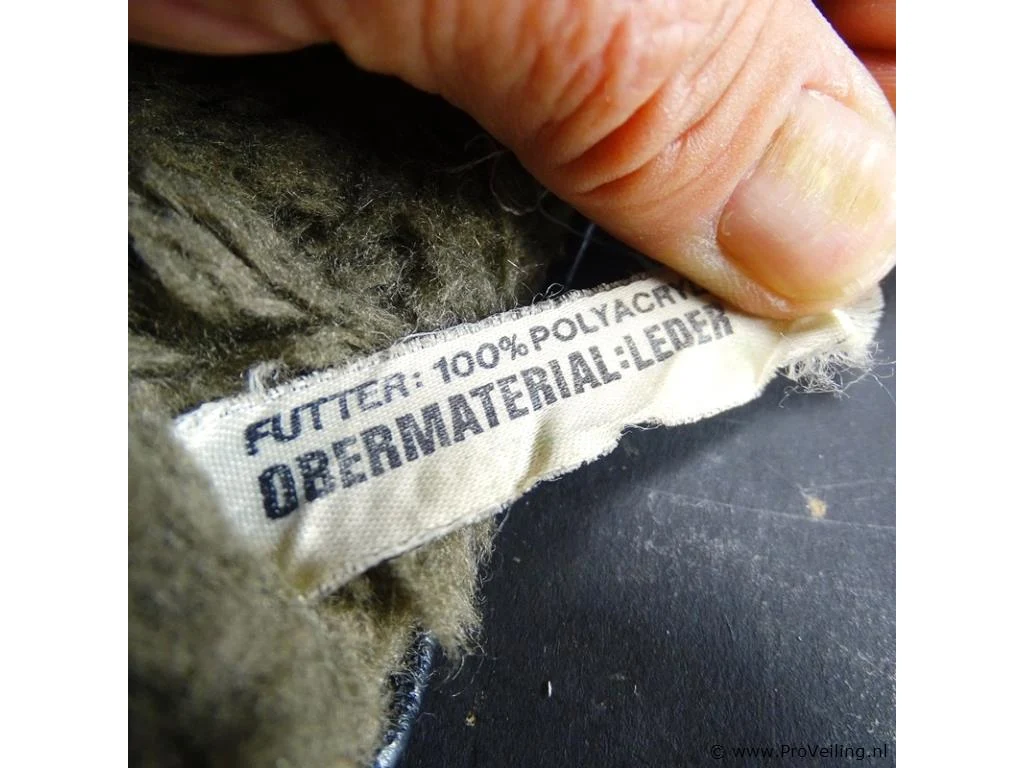 FUTTER: 100% POLYACRY
OBERMATERIAL: LEDER
© www.ProVeiling.nl